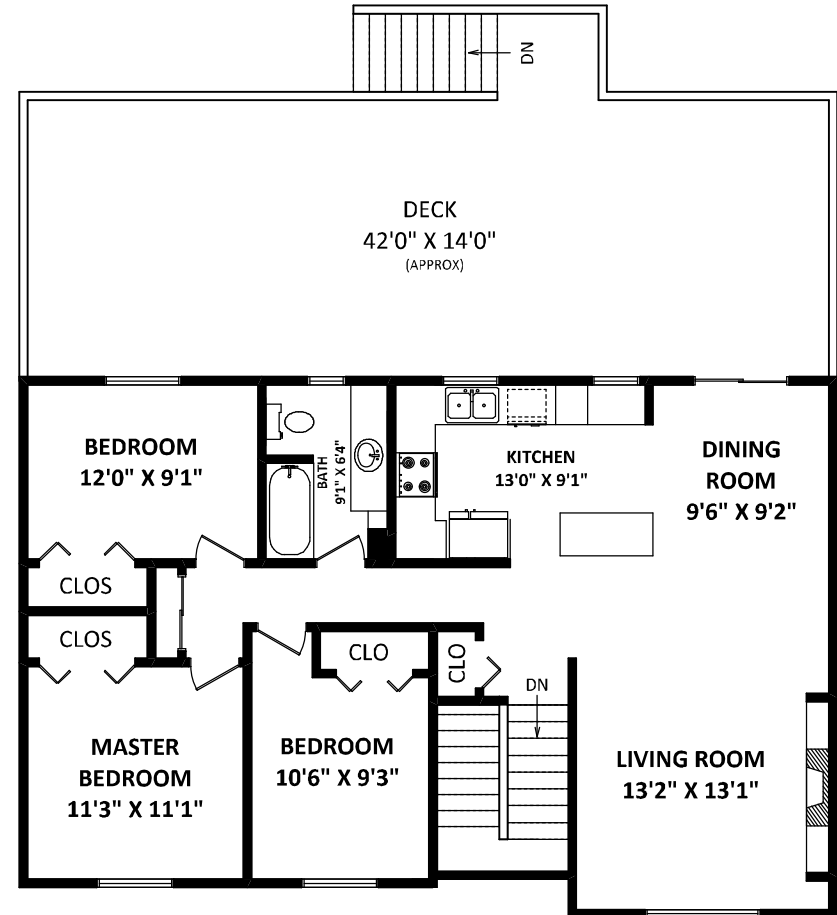 DN
DECK
42'0" X 14'0"
(APPROX)
BEDROOM
12'0" X 9'1"
BATH
9'1" X 6'4"
KITCHEN
13'0" X 9'1"
DINING
ROOM
9'6" X 9'2"
CLOS
CLOS
CLO
CLO
DN
MASTER
BEDROOM
11'3" X 11'1"
BEDROOM
10'6" X 9'3"
LIVING ROOM
13'2" X 13'1"